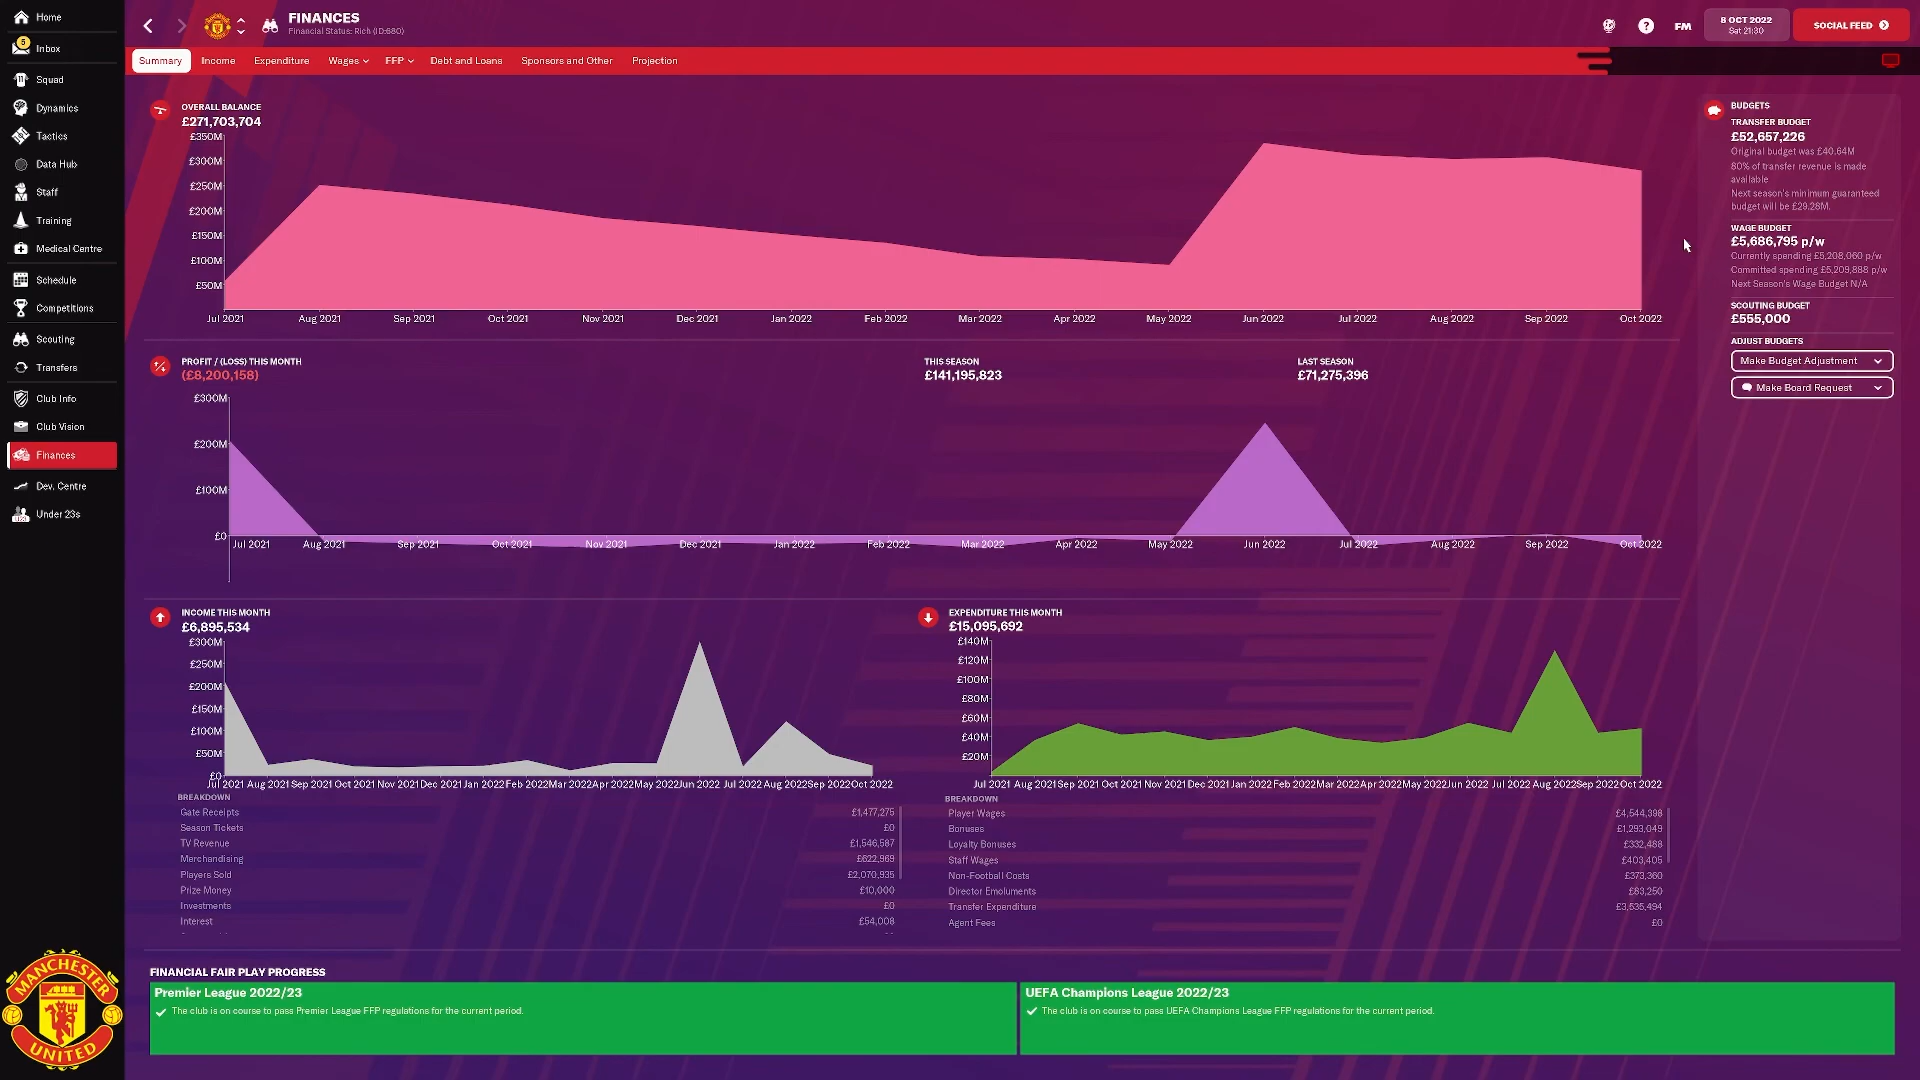 Home
5
Inbox
Squad
Dynamics
Tactics
Data Hub
Staff
Training
Medical Centre
Schedule
Competitions
Scouting
Transfers
Club Info
Club Vision
Finances
Dev. Centre
Under 23s
MANCHESTER
UNITED
FINANCES
Financial Status: Rich (ID:680)
FM
8 OCT 2022
Sat 21:30
SOCIAL FEED
Summary Income Expenditure Wages FFP Debt and Loans Sponsors and Other Projection
OVERALL BALANCE
£271,703,704
£350M
£300M
£250M
£200M
£150M
£100M
£50M
Jul 2021 Aug 2021 Sep 2021 Oct 2021 Nov 2021 Dec 2021 Jan 2022 Feb 2022 Mar 2022 Apr 2022 May 2022 Jun 2022 Jul 2022 Aug 2022 Sep 2022 Oct 2022
PROFIT / (LOSS) THIS MONTH
(£8,200,158)
THIS SEASON
£141,195,823
LAST SEASON
£71,275,396
£300M
£200M
£100M
£0
Jul 2021 Aug 2021 Sep 2021 Oct 2021 Nov 2021 Dec 2021 Jan 2022 Feb 2022 Mar 2022 Apr 2022 May 2022 Jun 2022 Jul 2022 Aug 2022 Sep 2022 Oct 2022
INCOME THIS MONTH
£6,895,534
£300M
£250M
£200M
£150M
£100M
£50M
£0
Jul 2021 Aug 2021 Sep 2021 Oct 2021 Nov 2021 Dec 2021 Jan 2022 Feb 2022 Mar 2022 Apr 2022 May 2022 Jun 2022 Jul 2022 Aug 2022 Sep 2022 Oct 2022
BREAKDOWN
Gate Receipts £1,477,275
Season Tickets £0
TV Revenue £1,546,587
Merchandising £622,969
Players Sold £2,070,935
Prize Money £10,000
Investments £0
Interest £54,008
EXPENDITURE THIS MONTH
£15,095,692
£140M
£120M
£100M
£80M
£60M
£40M
£20M
Jul 2021 Aug 2021 Sep 2021 Oct 2021 Nov 2021 Dec 2021 Jan 2022 Feb 2022 Mar 2022 Apr 2022 May 2022 Jun 2022 Jul 2022 Aug 2022 Sep 2022 Oct 2022
BREAKDOWN
Player Wages £4,544,398
Bonuses £1,293,049
Loyalty Bonuses £332,488
Staff Wages £403,405
Non-Football Costs £373,360
Director Emoluments £83,250
Transfer Expenditure £3,535,494
Agent Fees £0
BUDGETS
TRANSFER BUDGET
£52,657,226
Original budget was £40.64M
80% of transfer revenue is made
available
Next season's minimum guaranteed
budget will be £29.28M.
WAGE BUDGET
£5,686,795 p/w
Currently spending £5,208,060 p/w
Committed spending £5,209,888 p/w
Next Season's Wage Budget N/A
SCOUTING BUDGET
£555,000
ADJUST BUDGETS
Make Budget Adjustment
Make Board Request
FINANCIAL FAIR PLAY PROGRESS
Premier League 2022/23
The club is on course to pass Premier League FFP regulations for the current period.
UEFA Champions League 2022/23
The club is on course to pass UEFA Champions League FFP regulations for the current period.